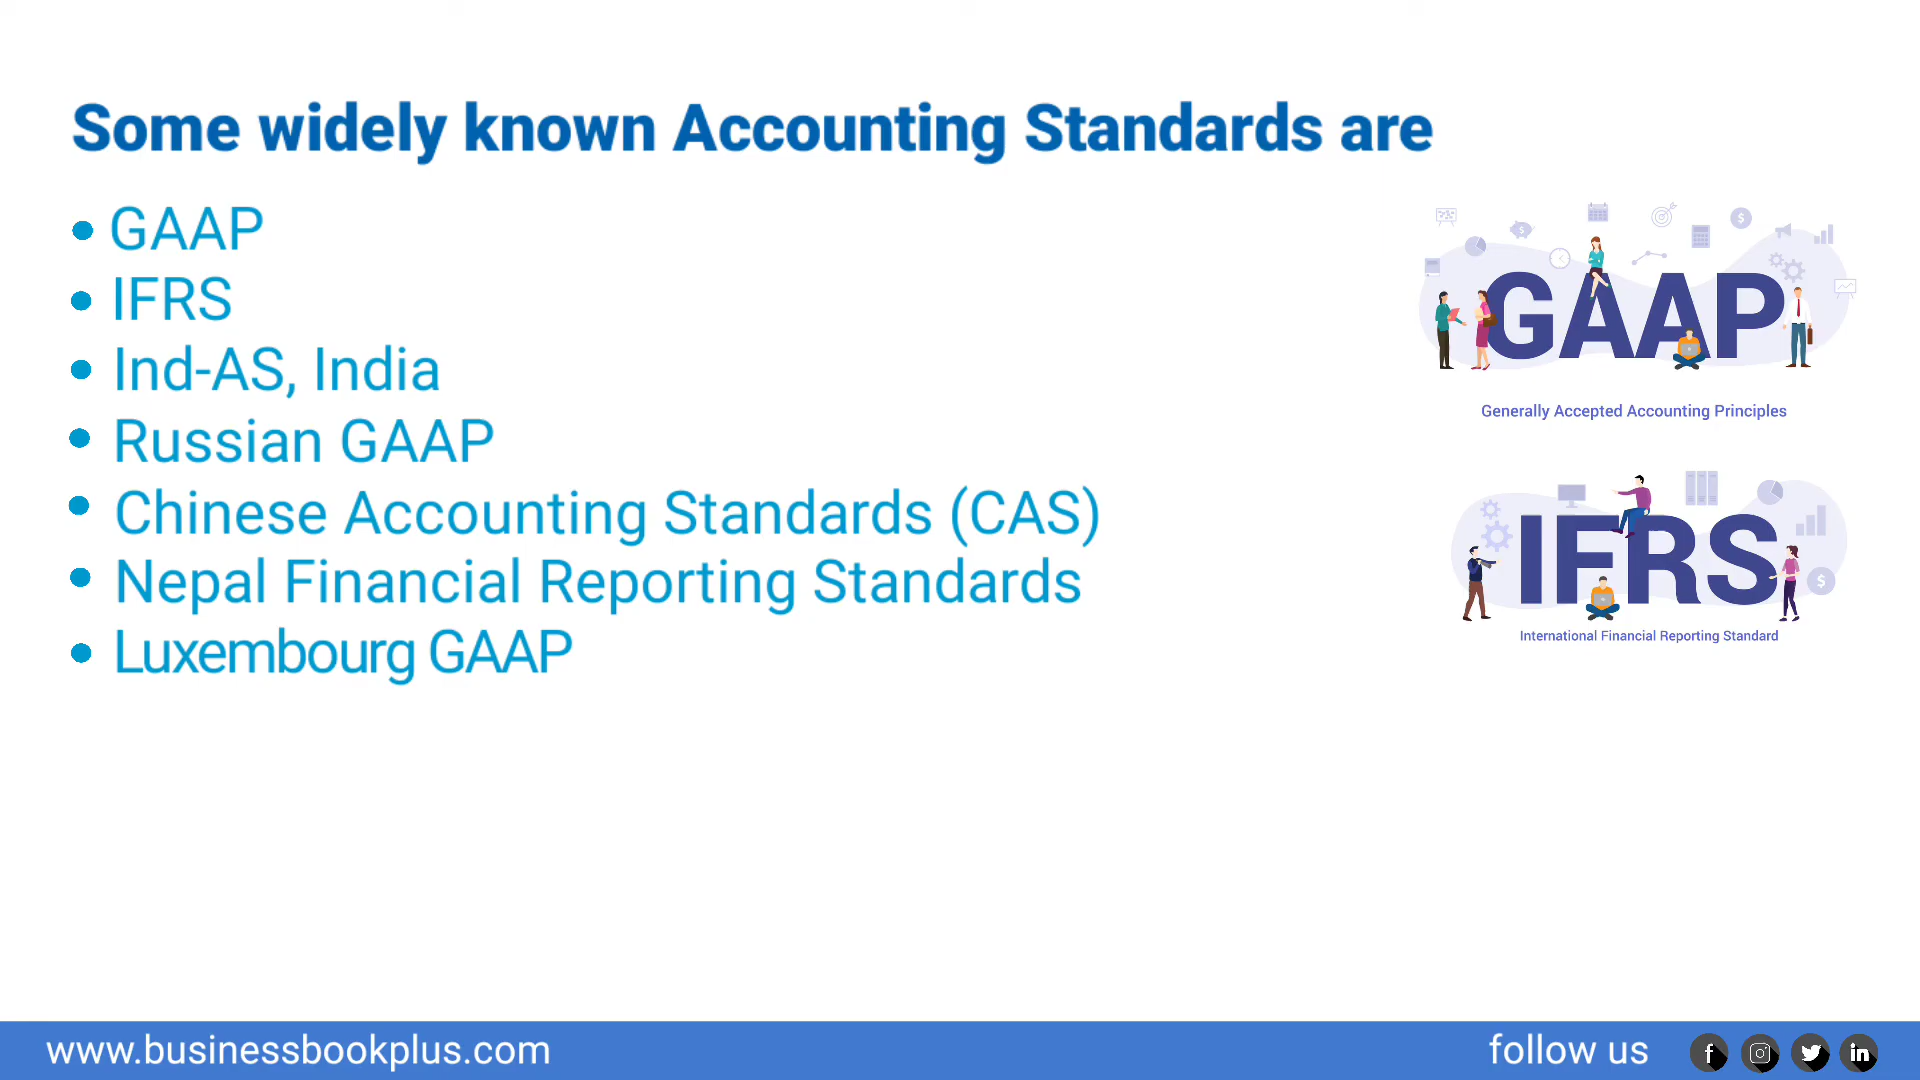 Some widely known Accounting Standards are
GAAP
IFRS
Ind-AS, India
Russian GAAP
Chinese Accounting Standards (CAS)
Nepal Financial Reporting Standards
Luxembourg GAAP
GAAP
Generally Accepted Accounting Principles
IFRS
International Financial Reporting Standard
www.businessbookplus.com
follow us